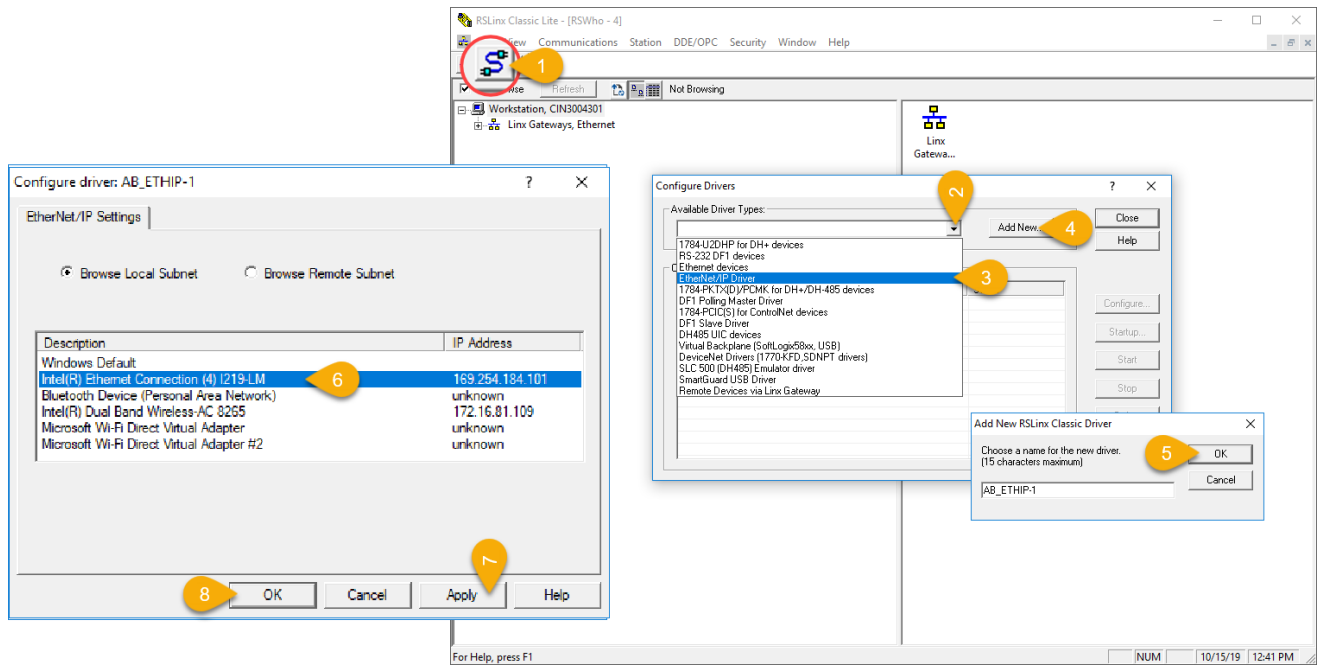 RSLinx Classic Lite - [RSWho - 4]
View Communications Station DDE/OPC Security Window Help
1
Refresh Not Browsing
Workstation, CIN3004301
Linx Gateways, Ethernet
Linx
Gatewa...
Configure driver: AB_ETHIP-1 ? ×
EtherNet/IP Settings
Browse Local Subnet Browse Remote Subnet
Description IP Address
Windows Default
Intel(R) Ethernet Connection (4) I219-LM 6 169.254.184.101
Bluetooth Device (Personal Area Network) unknown
Intel(R) Dual Band Wireless-AC 8265 172.16.81.109
Microsoft Wi-Fi Direct Virtual Adapter unknown
Microsoft Wi-Fi Direct Virtual Adapter #2 unknown
7
8 OK Cancel Apply Help
Configure Drivers 2 ? ×
Available Driver Types:
Add New... 4 Close
Help
1784-U2DHP for DH+ devices
RS-232 DF1 devices
Ethernet devices
EtherNet/IP Driver 3
1784-PKTX(D)/PCMK for DH+/DH-485 devices
DF1 Polling Master Driver
1784-PCIC(S) for ControlNet devices
DF1 Slave Driver
DH485 UIC devices
Virtual Backplane (SoftLogix58xx, USB)
DeviceNet Drivers (1770-KFD,SDNPT drivers)
SLC 500 (DH485) Emulator driver
SmartGuard USB Driver
Remote Devices via Linx Gateway
Configure...
Startup...
Start
Stop
Add New RSLinx Classic Driver ×
Choose a name for the new driver.
(15 characters maximum)
5 OK
Cancel
AB_ETHIP-1
For Help, press F1 NUM 10/15/19 12:41 PM